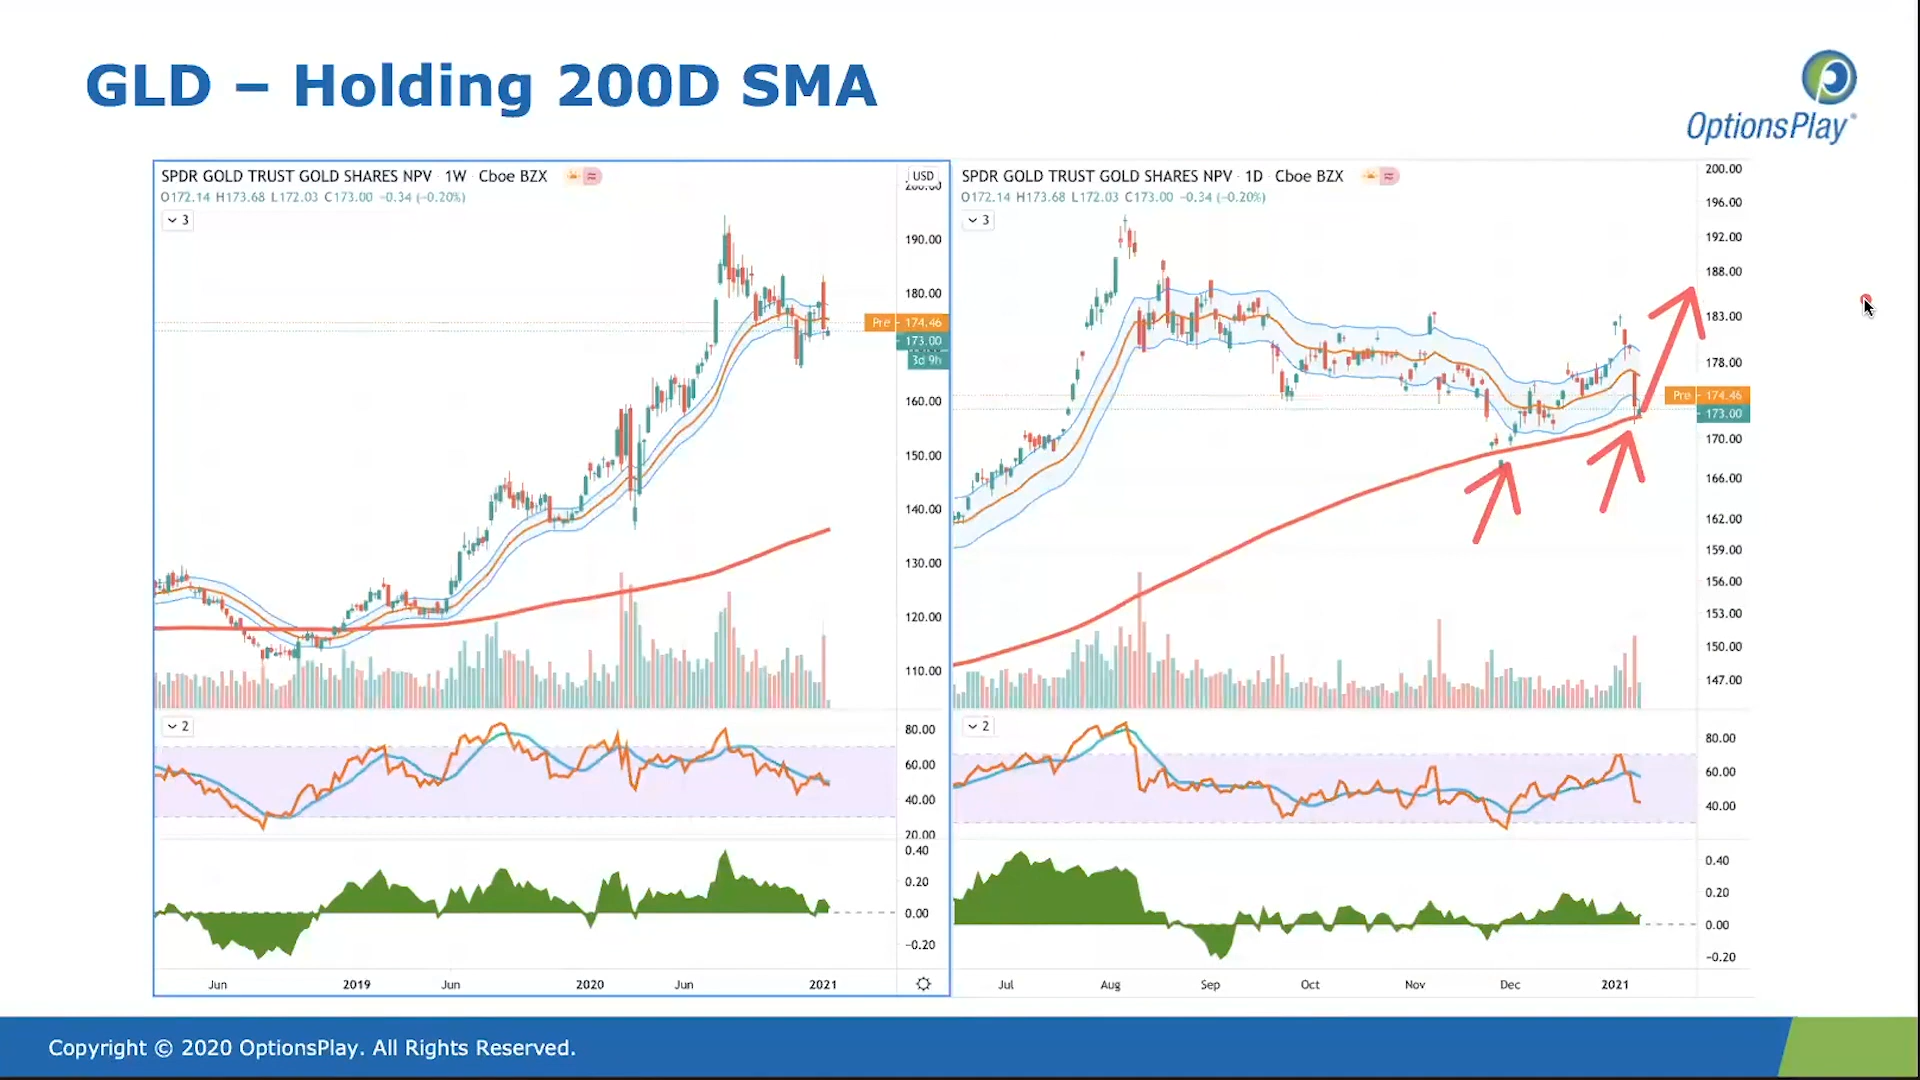 GLD – Holding 200D SMA
OptionsPlay
SPDR GOLD TRUST GOLD SHARES NPV · 1W · Cboe BZX
O172.14 H173.68 L172.03 C173.00 −0.34 (−0.20%)
3
USD
190.00
180.00
Pre 174.46
173.00
3d 9h
160.00
150.00
140.00
130.00
120.00
110.00
2
80.00
60.00
40.00
20.00
0.40
0.20
0.00
−0.20
Jun
2019
Jun
2020
Jun
2021
SPDR GOLD TRUST GOLD SHARES NPV · 1D · Cboe BZX
O172.14 H173.68 L172.03 C173.00 −0.34 (−0.20%)
3
200.00
196.00
192.00
188.00
183.00
178.00
Pre 174.46
173.00
170.00
166.00
162.00
159.00
156.00
153.00
150.00
147.00
2
80.00
60.00
40.00
0.40
0.20
0.00
−0.20
Jul
Aug
Sep
Oct
Nov
Dec
2021
Copyright © 2020 OptionsPlay. All Rights Reserved.